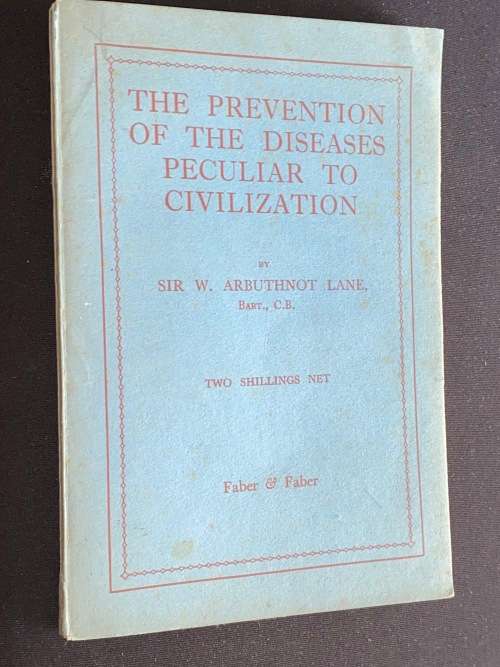 THE PREVENTION
OF THE DISEASES
PECULIAR TO
CIVILIZATION
BY
SIR W. ARBUTHNOT LANE,
BART., C.B.
TWO SHILLINGS NET
Faber & Faber